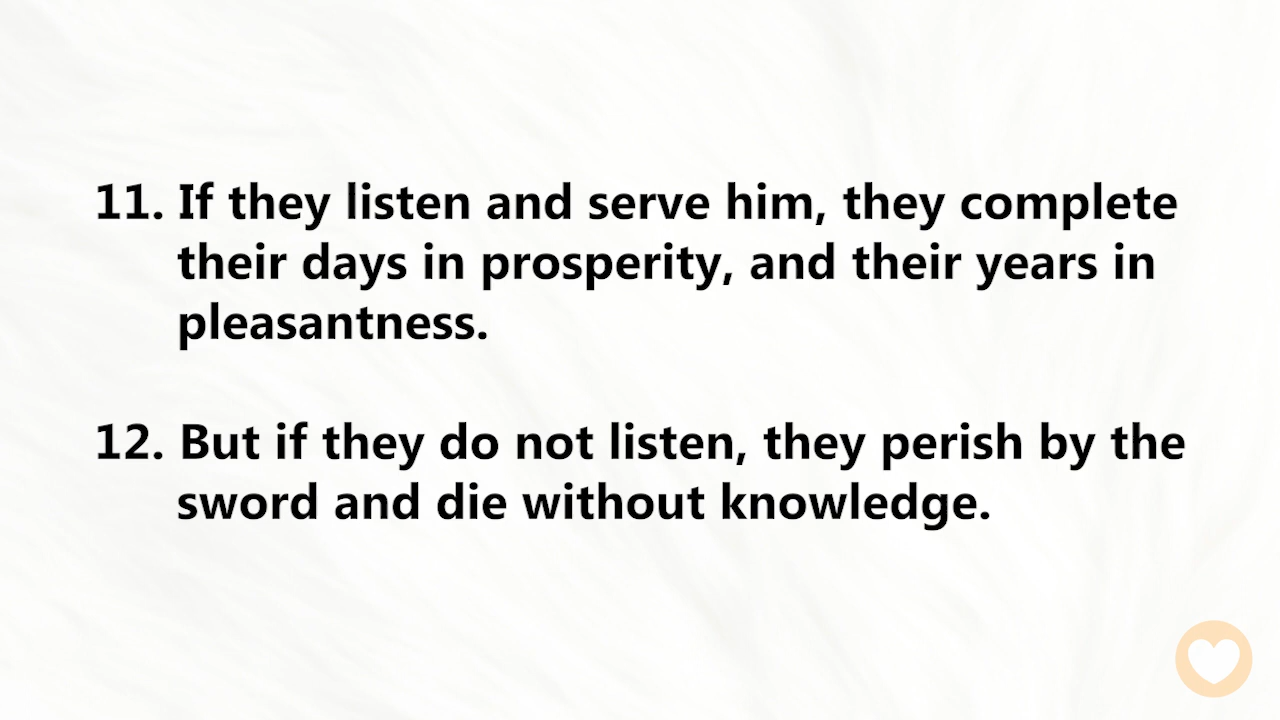 11. If they listen and serve him, they complete
their days in prosperity, and their years in
pleasantness.
12. But if they do not listen, they perish by the
sword and die without knowledge.